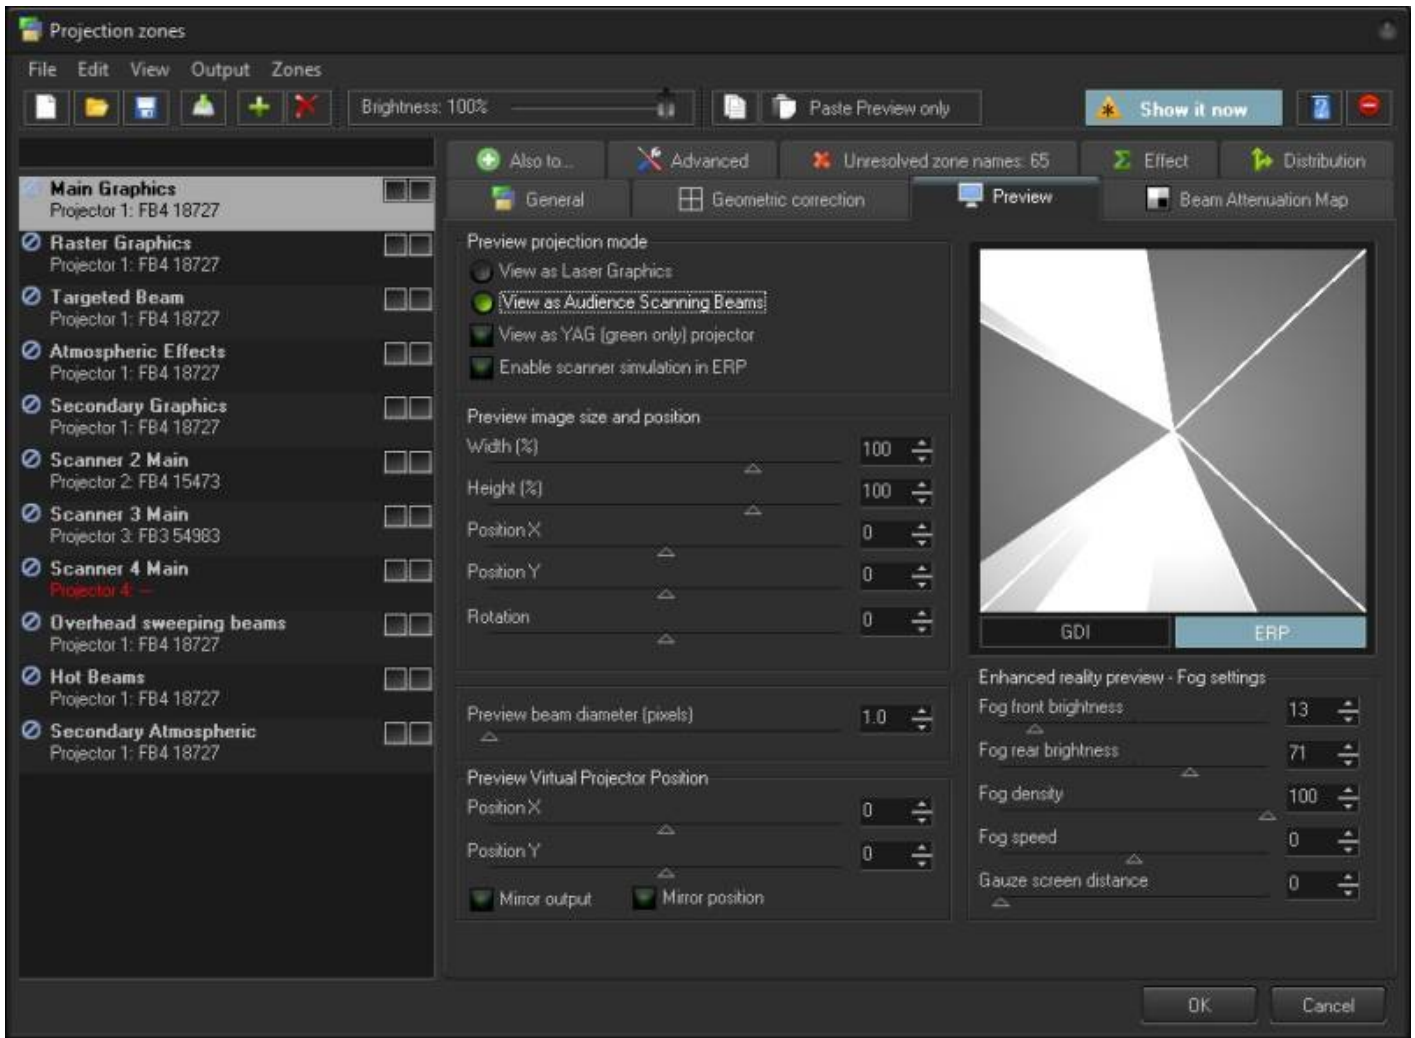 Projection zones
File Edit View Output Zones
Brightness: 100% Paste Preview only Show it now
Also to... Advanced Unresolved zone names: 65 Effect Distribution
General Geometric correction Preview Beam Attenuation Map
Main Graphics
Projector 1: FB4 18727
Raster Graphics
Projector 1: FB4 18727
Targeted Beam
Projector 1: FB4 18727
Atmospheric Effects
Projector 1: FB4 18727
Secondary Graphics
Projector 1: FB4 18727
Scanner 2 Main
Projector 2: FB4 15473
Scanner 3 Main
Projector 3: FB3 54983
Scanner 4 Main
Projector 4: --
Overhead sweeping beams
Projector 1: FB4 18727
Hot Beams
Projector 1: FB4 18727
Secondary Atmospheric
Projector 1: FB4 18727
Preview projection mode
View as Laser Graphics
View as Audience Scanning Beams
View as YAG (green only) projector
Enable scanner simulation in ERP
Preview image size and position
Width (%) 100
Height (%) 100
Position X 0
Position Y 0
Rotation 0
Preview beam diameter (pixels) 1.0
Preview Virtual Projector Position
Position X 0
Position Y 0
Mirror output Mirror position
GDI ERP
Enhanced reality preview - Fog settings
Fog front brightness 13
Fog rear brightness 71
Fog density 100
Fog speed 0
Gauze screen distance 0
OK Cancel